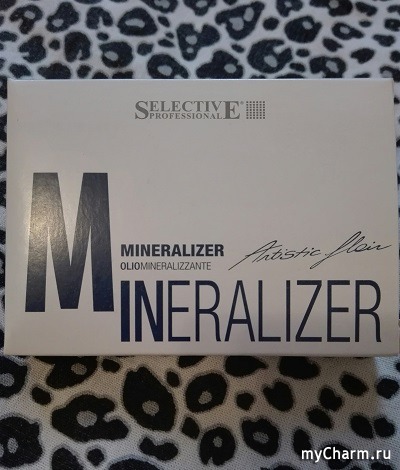 SELECTIVE®
PROFESSIONAL
MINERALIZER
OLIOMINERALIZZANTE
Artistic flair
MINERALIZER
myCharm.ru